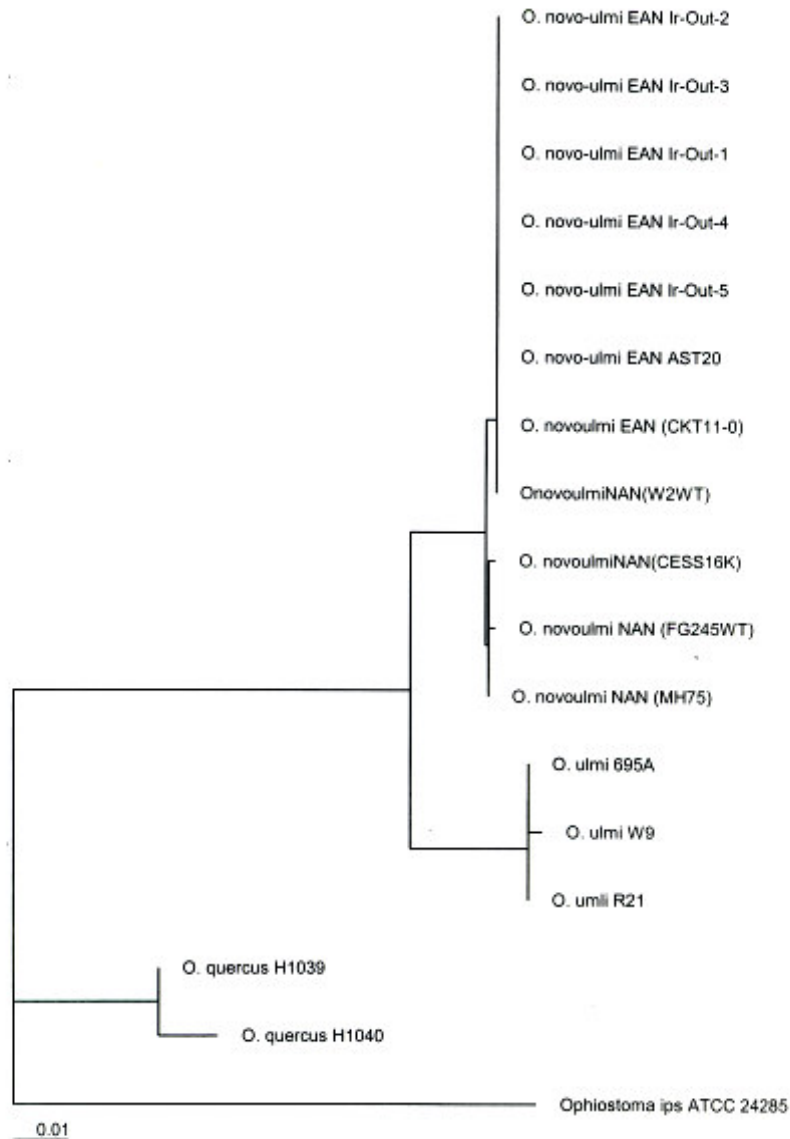 O. novo-ulmi EAN Ir-Out-2
O. novo-ulmi EAN Ir-Out-3
O. novo-ulmi EAN Ir-Out-1
O. novo-ulmi EAN Ir-Out-4
O. novo-ulmi EAN Ir-Out-5
O. novo-ulmi EAN AST20
O. novoulmi EAN (CKT11-0)
OnovoulmiNAN(W2WT)
O. novoulmiNAN(CESS16K)
O. novoulmi NAN (FG245WT)
O. novoulmi NAN (MH75)
O. ulmi 695A
O. ulmi W9
O. umli R21
O. quercus H1039
O. quercus H1040
Ophiostoma ips ATCC 24285
0.01